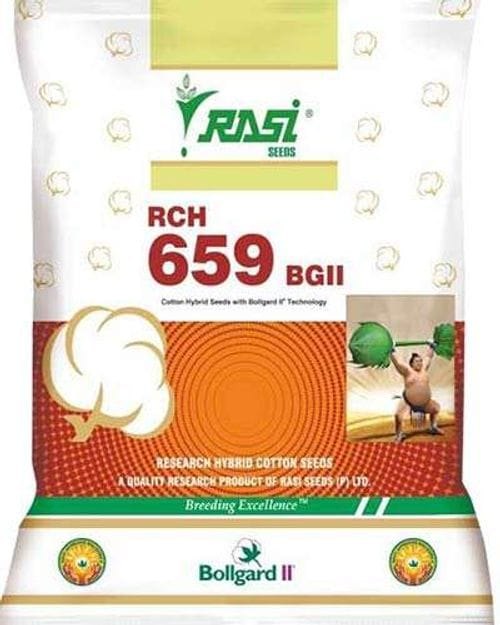 RASi®
SEEDS
RCH
659 BGII
Cotton Hybrid Seeds with Bollgard II® Technology
RESEARCH HYBRID COTTON SEEDS
A QUALITY RESEARCH PRODUCT OF RASI SEEDS (P) LTD.
Breeding Excellence™
Bollgard II®